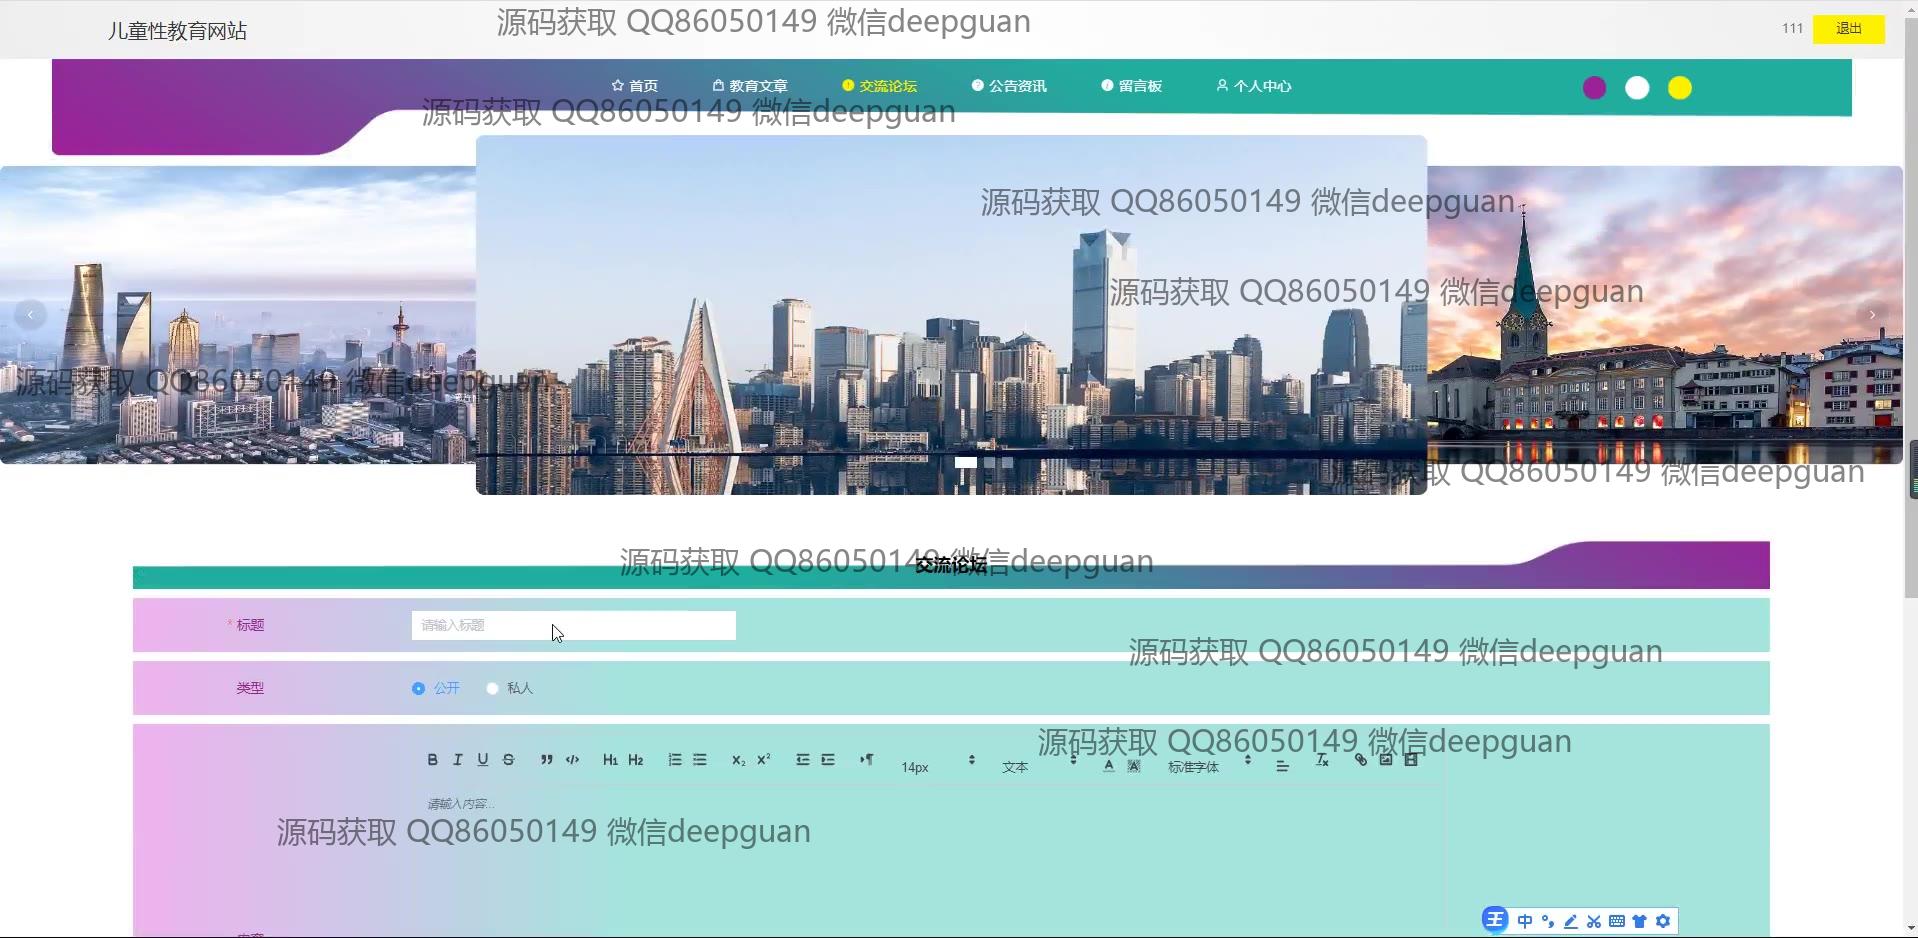 儿童性教育网站
源码获取 QQ86050149 微信deepguan
111
退出
首页
教育文章
交流论坛
公告资讯
留言板
个人中心
源码获取 QQ86050149 微信deepguan
源码获取 QQ86050149 微信deepguan
源码获取 QQ86050149 微信deepguan
源码获取 QQ86050149 微信deepguan
源码获取 QQ86050149 微信deepguan
源码获取 QQ86050149 微信deepguan
交流论坛
* 标题
请输入标题
源码获取 QQ86050149 微信deepguan
类型
公开
私人
源码获取 QQ86050149 微信deepguan
B I U S H1 H2 X2 X2
14px
文本
A
A
标准字体
Tx
请输入内容...
源码获取 QQ86050149 微信deepguan
王 中